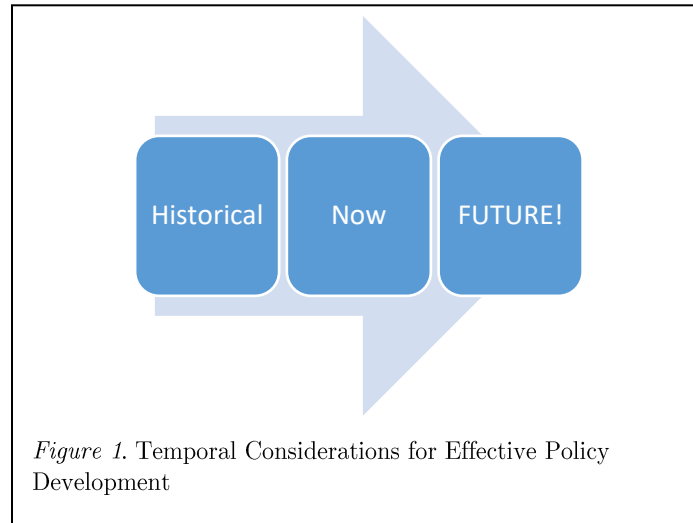 Historical
Now
FUTURE!
Figure 1. Temporal Considerations for Effective Policy
Development